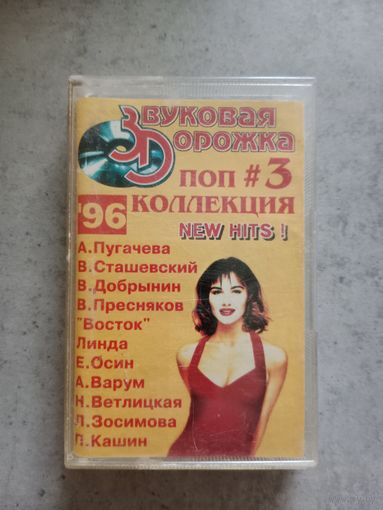 ЗВУКОВАЯ
ДОРОЖКА
ПОП #3
'96 КОЛЛЕКЦИЯ
NEW HITS !
А.Пугачева
В.Сташевский
В.Добрынин
В.Пресняков
"Восток"
Линда
Е.Осин
А.Варум
Н.Ветлицкая
Л.Зосимова
П.Кашин